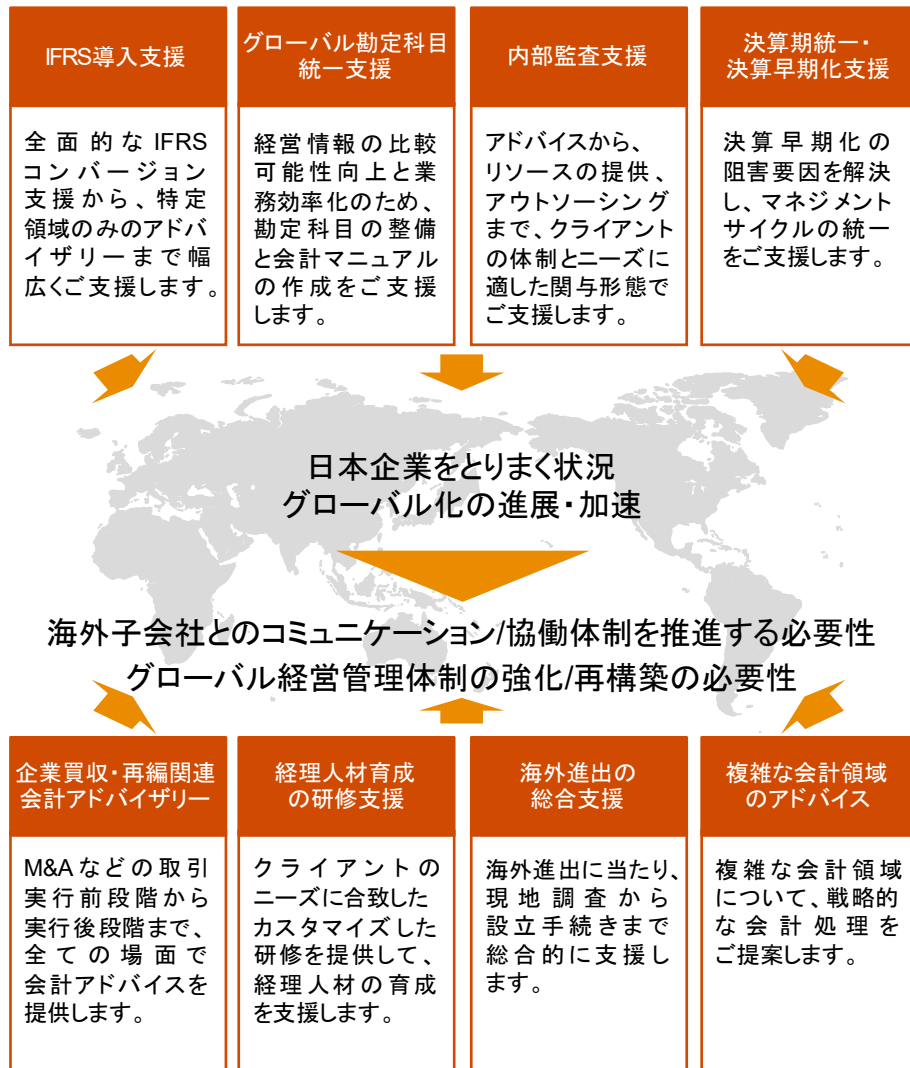 IFRS導入支援
全面的なIFRS
コンバージョン
支援から、特定
領域のみのアドバ
イザリーまで幅
広くご支援します。
グローバル勘定科目
統一支援
経営情報の比較
可能性向上と業
務効率化のため、
勘定科目の整備
と会計マニュアル
の作成をご支援
します。
内部監査支援
アドバイスから、
リソースの提供、
アウトソーシング
まで、クライアント
の体制とニーズに
適した関与形態で
ご支援します。
決算期統一・
決算早期化支援
決算早期化の
阻害要因を解決
し、マネジメント
サイクルの統一
をご支援します。
日本企業をとりまく状況
グローバル化の進展・加速
海外子会社とのコミュニケーション/協働体制を推進する必要性
グローバル経営管理体制の強化/再構築の必要性
企業買収・再編関連
会計アドバイザリー
M&Aなどの取引
実行前段階から
実行後段階まで、
全ての場面で
会計アドバイスを
提供します。
経理人材育成
の研修支援
クライアントの
ニーズに合致した
カスタマイズした
研修を提供して、
経理人材の育成
を支援します。
海外進出の
総合支援
海外進出に当たり、
現地調査から
設立手続きまで
総合的に支援し
ます。
複雑な会計領域
のアドバイス
複雑な会計領域
について、戦略的
な会計処理を
ご提案します。